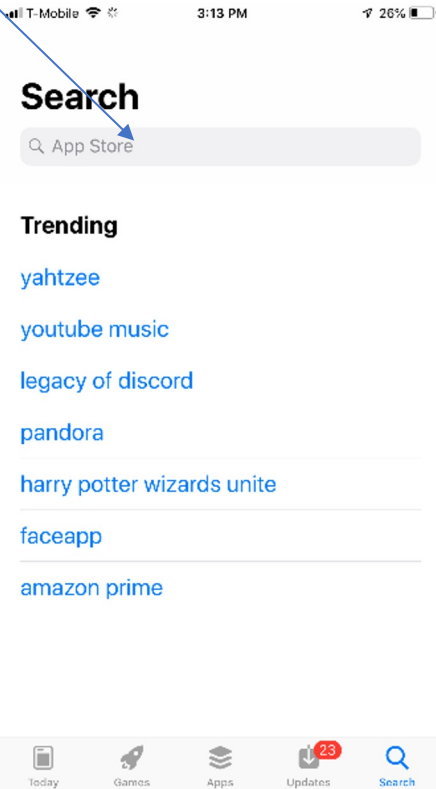 T-Mobile 3:13 PM 26%
Search
App Store
Trending
yahtzee
youtube music
legacy of discord
pandora
harry potter wizards unite
faceapp
amazon prime
23
Today Games Apps Updates Search